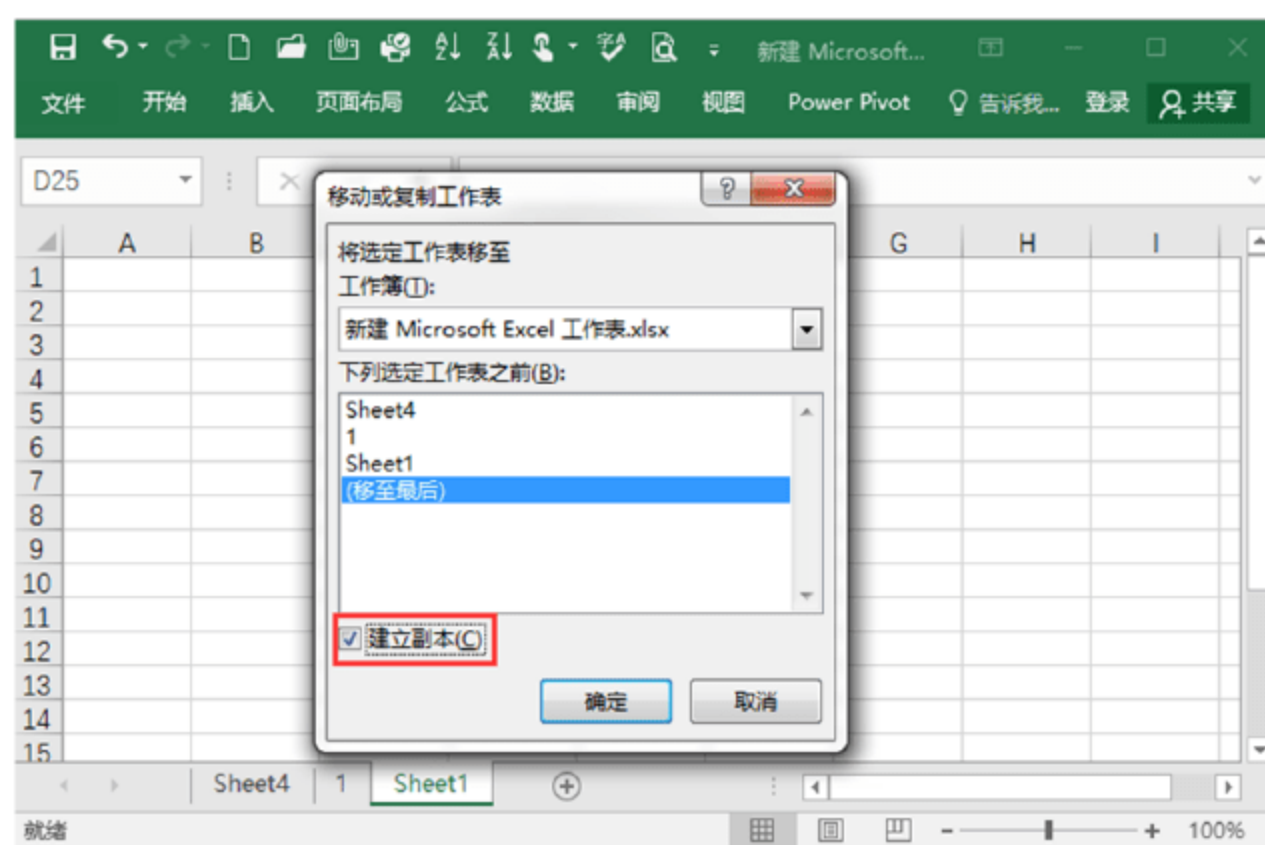 新建 Microsoft...
文件 开始 插入 页面布局 公式 数据 审阅 视图 Power Pivot 告诉我... 登录 共享
D25
移动或复制工作表
A B G H I
将选定工作表移至
工作簿(T):
新建 Microsoft Excel 工作表.xlsx
下列选定工作表之前(B):
Sheet4
1
Sheet1
(移至最后)
建立副本(C)
确定 取消
1
2
3
4
5
6
7
8
9
10
11
12
13
14
15
Sheet4 1 Sheet1
就绪 100%